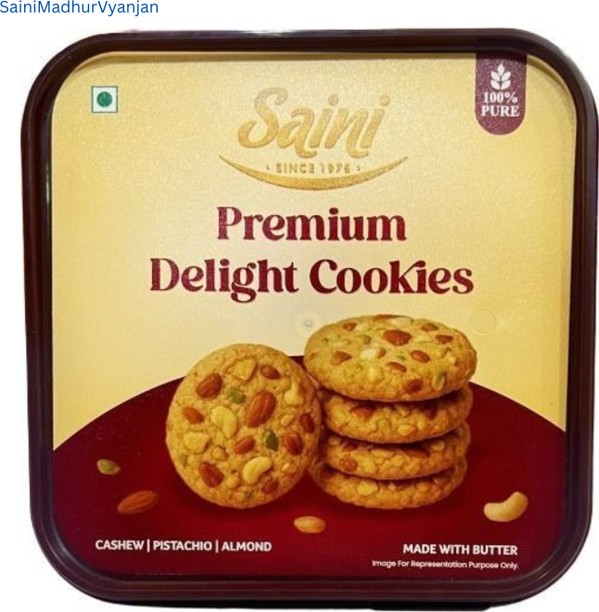 SainiMadhurVyanjan
100%
PURE
Saini
SINCE 1976
Premium
Delight Cookies
CASHEW | PISTACHIO | ALMOND
MADE WITH BUTTER
Image For Representation Purpose Only.